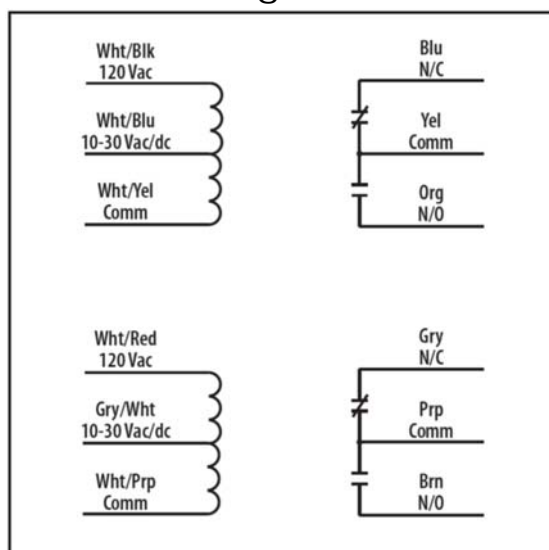 Wht/Blk
120 Vac
Wht/Blu
10-30 Vac/dc
Wht/Yel
Comm
Blu
N/C
Yel
Comm
Org
N/O
Wht/Red
120 Vac
Gry/Wht
10-30 Vac/dc
Wht/Prp
Comm
Gry
N/C
Prp
Comm
Brn
N/O